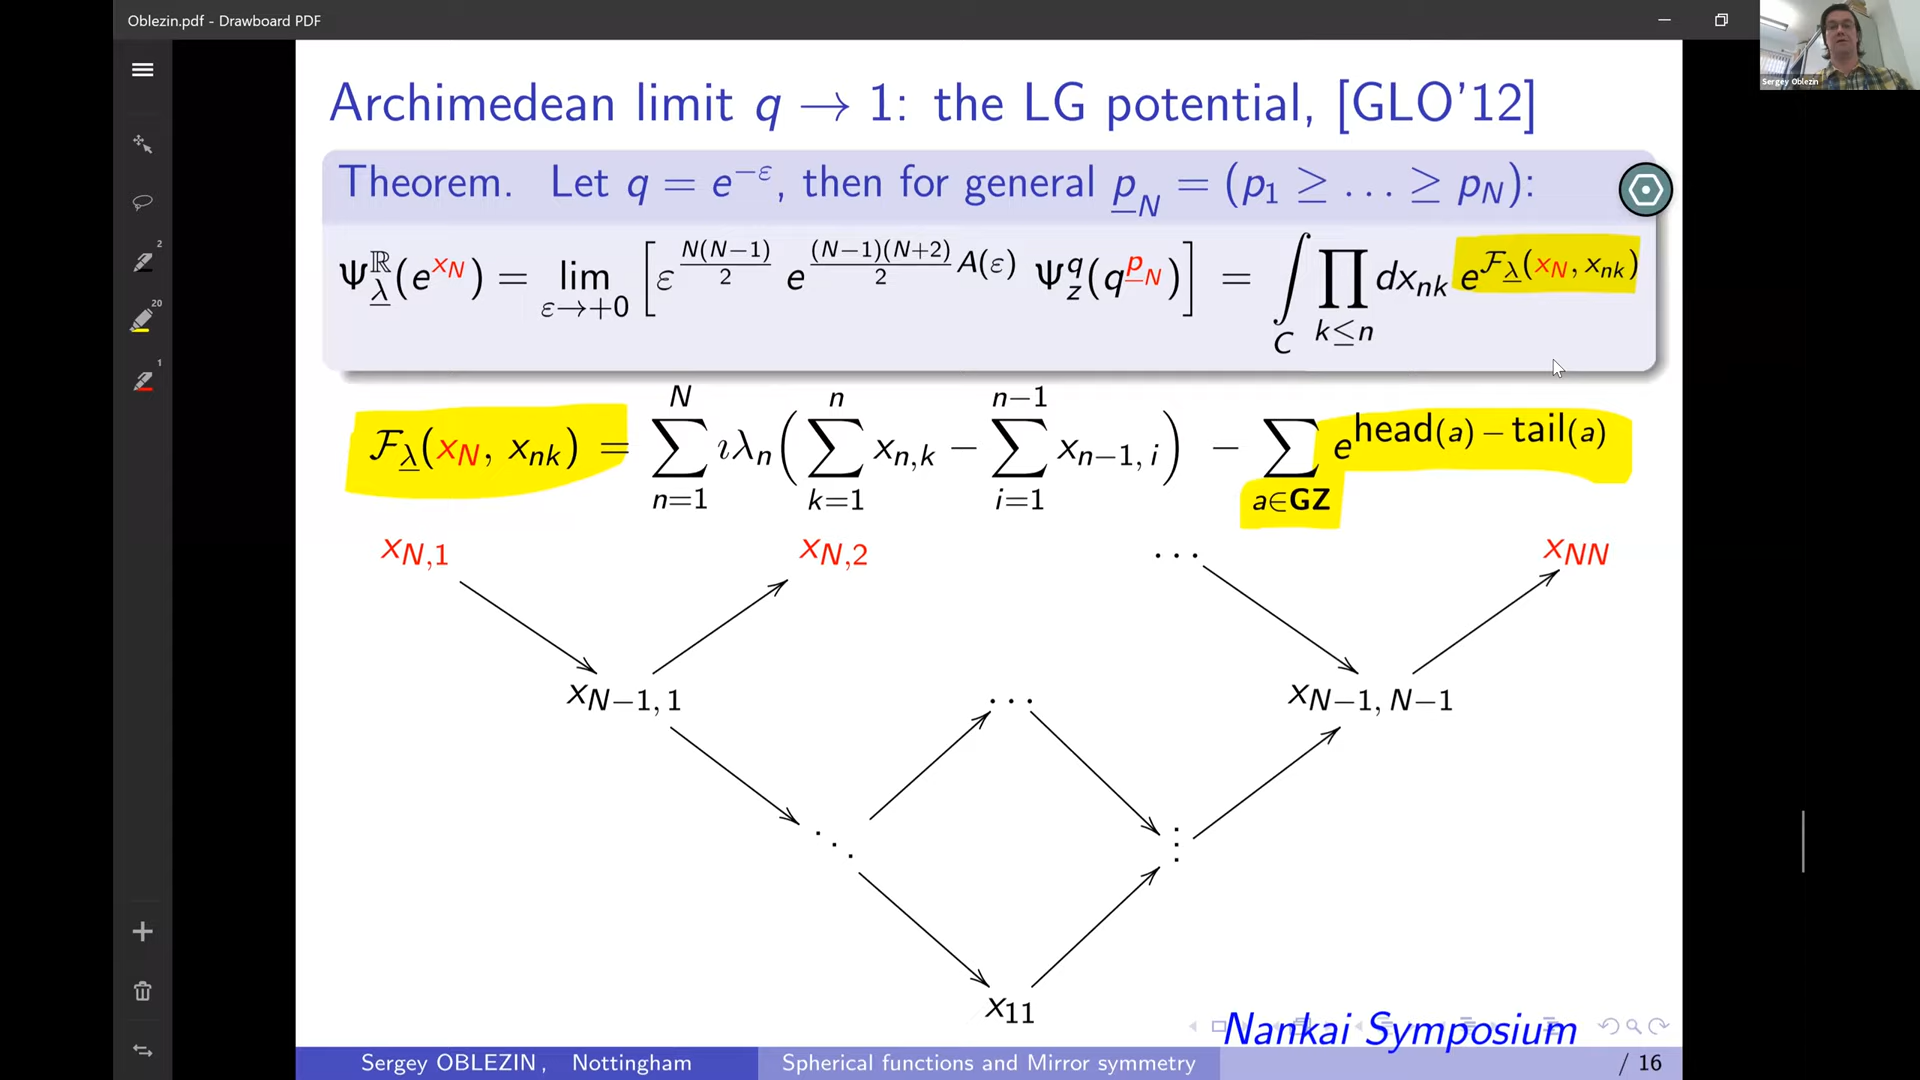 Oblezin.pdf - Drawboard PDF
Sergey Oblezin
Archimedean limit q → 1: the LG potential, [GLO'12]
Theorem. Let q = e^{−ε}, then for general p_N = (p_1 ≥ … ≥ p_N):
Ψ^ℝ_λ(e^{x_N}) = lim_{ε→+0} [ε^{N(N−1)/2} e^{(N−1)(N+2)/2 A(ε)} Ψ^q_z(q^{p_N})] = ∫_C ∏_{k≤n} dx_{nk} e^{ℱ_λ(x_N, x_{nk})}
ℱ_λ(x_N, x_{nk}) = ∑_{n=1}^{N} ıλ_n(∑_{k=1}^{n} x_{n,k} − ∑_{i=1}^{n−1} x_{n−1,i}) − ∑_{a∈GZ} e^{head(a) − tail(a)}
x_{N,1} x_{N,2} … x_{NN}
x_{N−1,1} … x_{N−1,N−1}
⋱ ⋮
x_{11}
Nankai Symposium
Sergey OBLEZIN, Nottingham Spherical functions and Mirror symmetry / 16
2
20
1